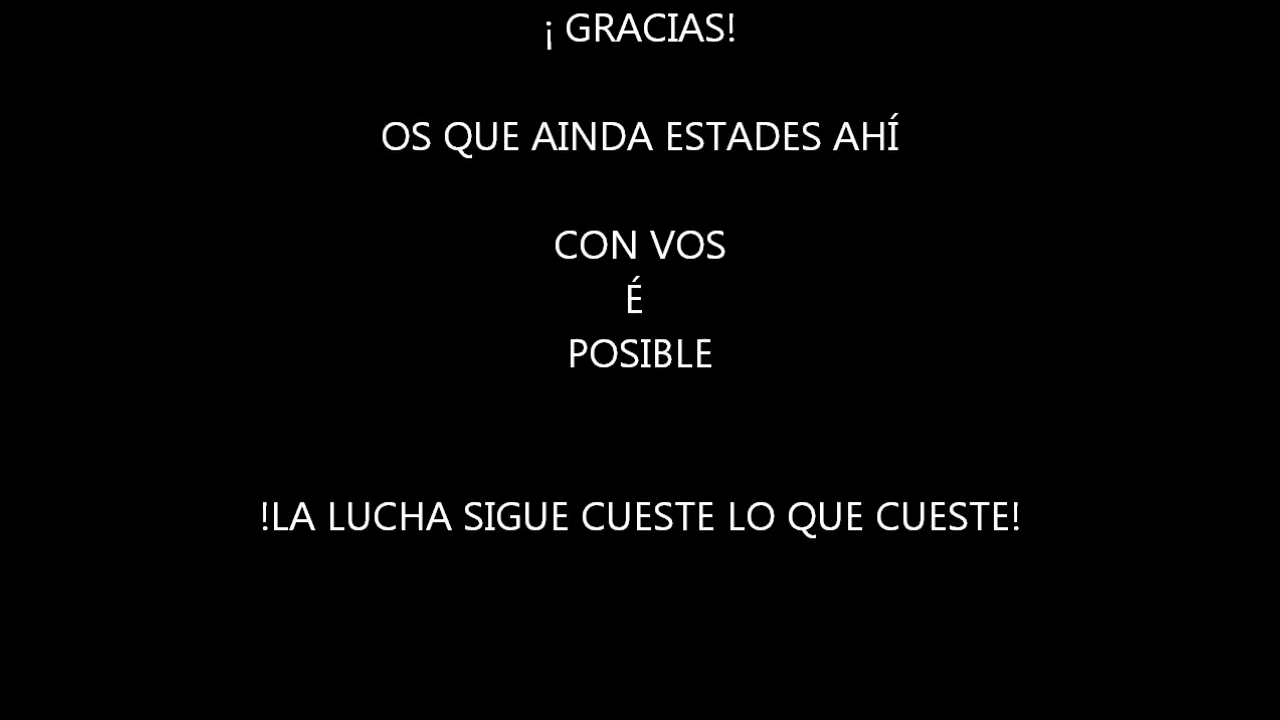 ¡ GRACIAS!
OS QUE AINDA ESTADES AHÍ
CON VOS
É
POSIBLE
!LA LUCHA SIGUE CUESTE LO QUE CUESTE!